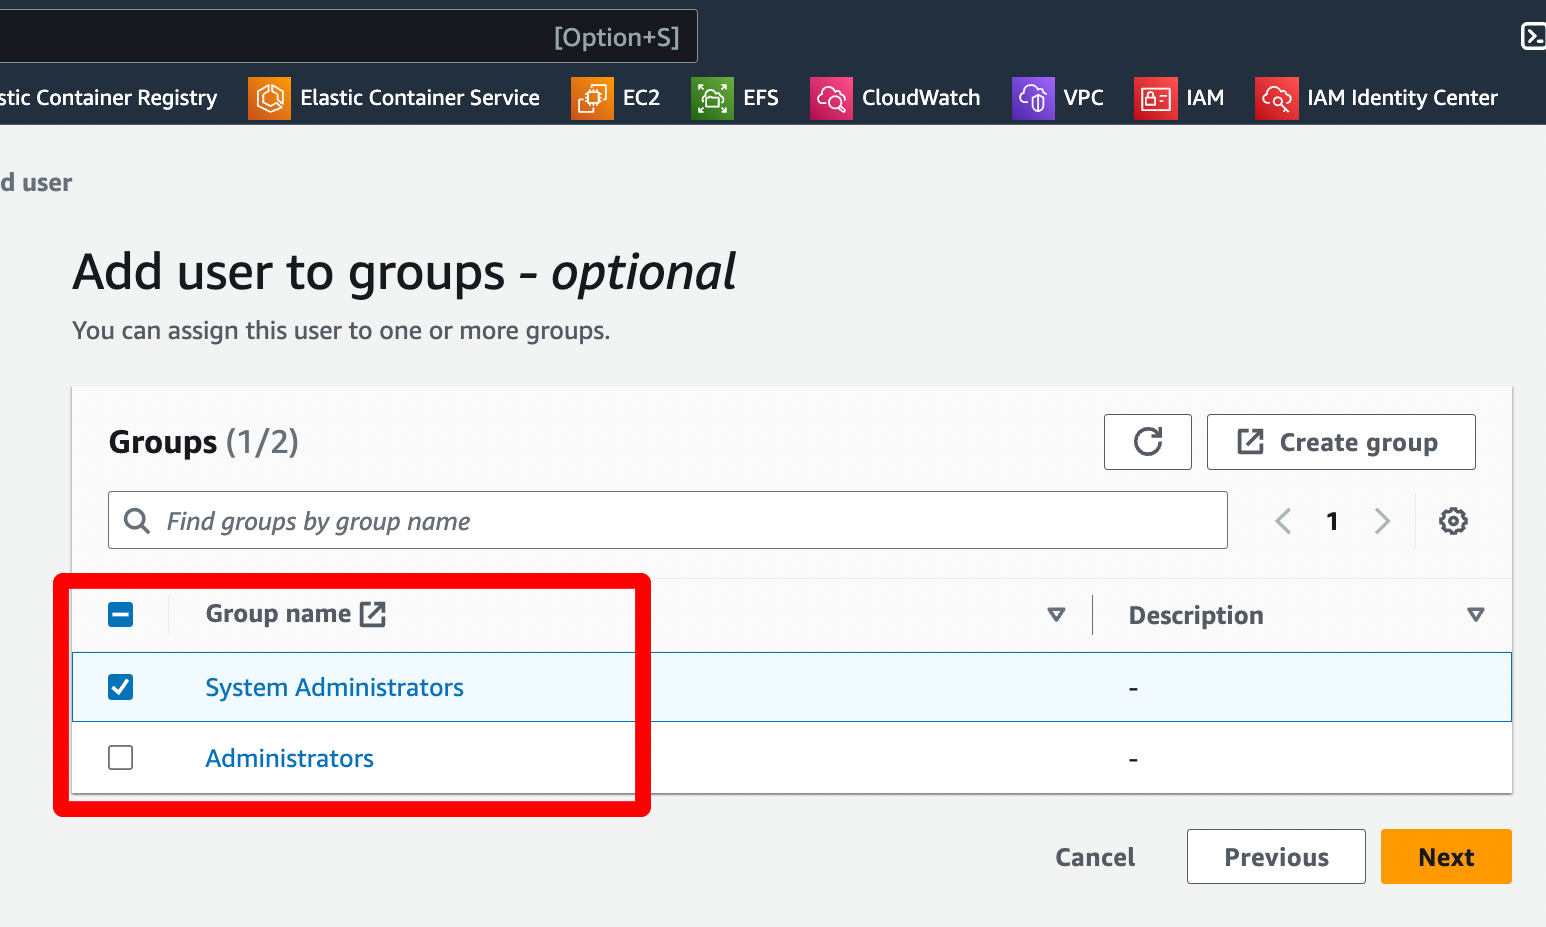 [Option+S]
stic Container Registry Elastic Container Service EC2 EFS CloudWatch VPC IAM IAM Identity Center
d user
Add user to groups - optional
You can assign this user to one or more groups.
Groups (1/2) Create group
Find groups by group name 1
Group name Description
System Administrators -
Administrators -
Cancel Previous Next